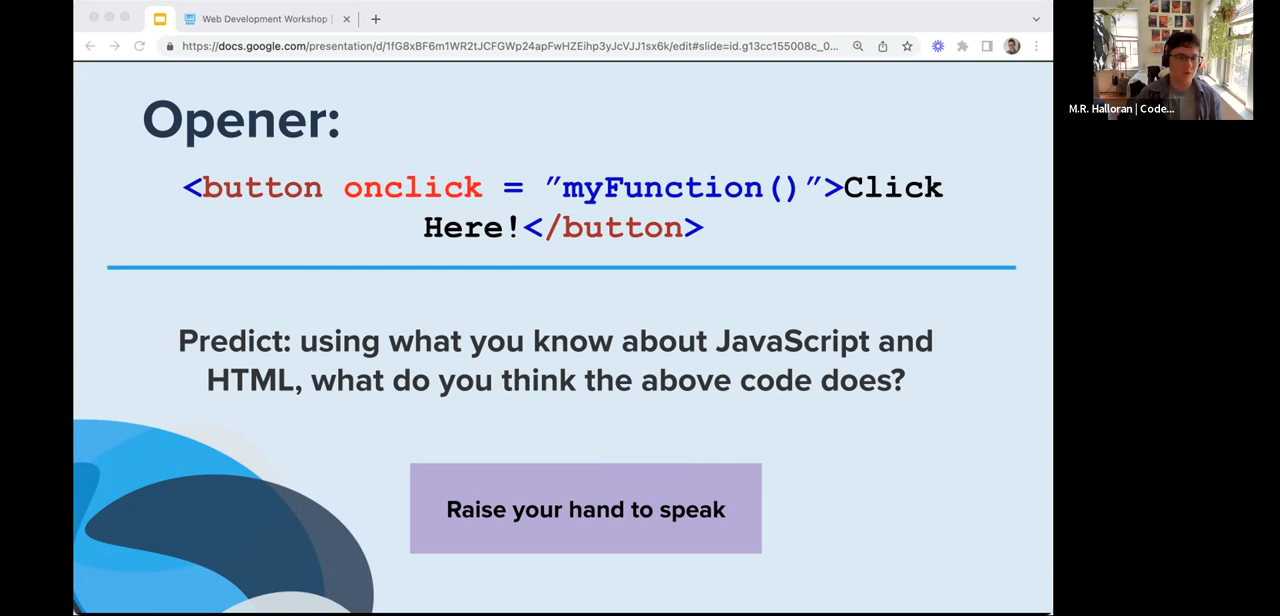 Web Development Workshop |
https://docs.google.com/presentation/d/1fG8xBF6m1WR2tJCFGWp24apFwHZEihp3yJcVJJ1sx6k/edit#slide=id.g13cc155008c_0...
M.R. Halloran | Code...
Opener:
<button onclick = "myFunction()">Click
Here!</button>
Predict: using what you know about JavaScript and
HTML, what do you think the above code does?
Raise your hand to speak